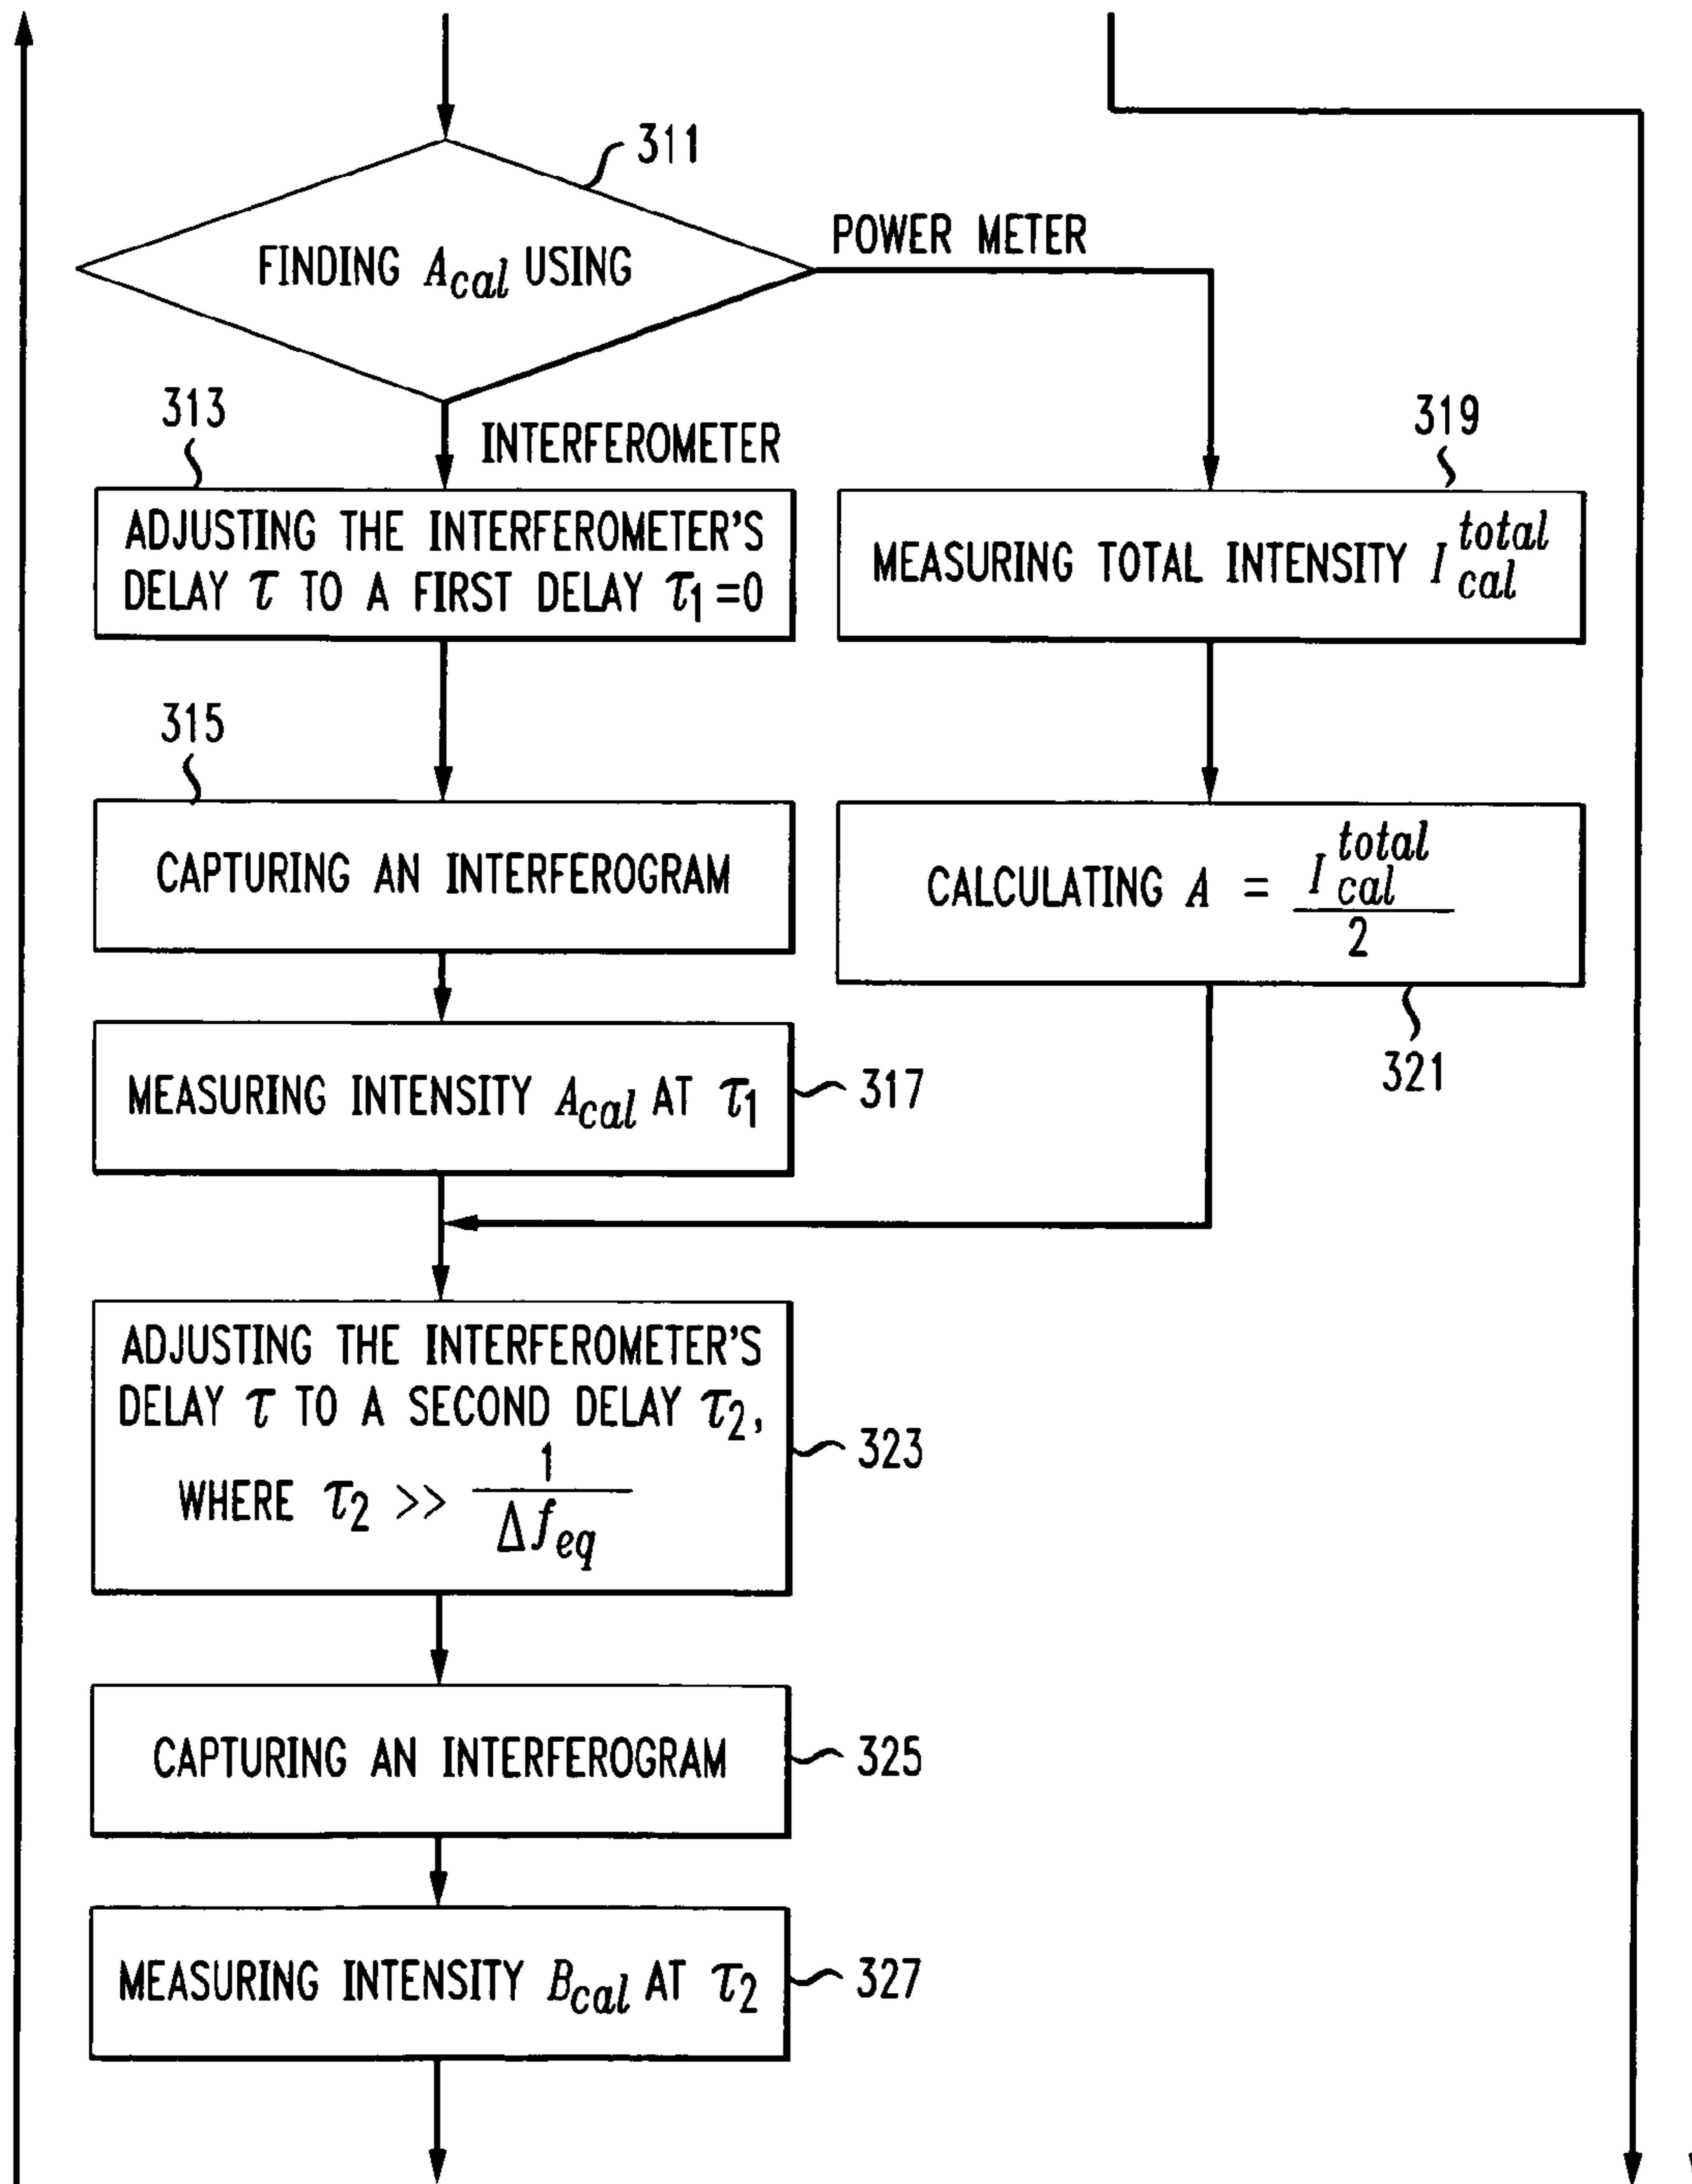 311
FINDING A_cal USING
POWER METER
INTERFEROMETER
313
ADJUSTING THE INTERFEROMETER'S
DELAY τ TO A FIRST DELAY τ1=0
319
MEASURING TOTAL INTENSITY I_cal^total
315
CAPTURING AN INTERFEROGRAM
CALCULATING A = I_cal^total / 2
321
MEASURING INTENSITY A_cal AT τ1
317
ADJUSTING THE INTERFEROMETER'S
DELAY τ TO A SECOND DELAY τ2,
WHERE τ2 >> 1 / Δf_eq
323
CAPTURING AN INTERFEROGRAM
325
MEASURING INTENSITY B_cal AT τ2
327